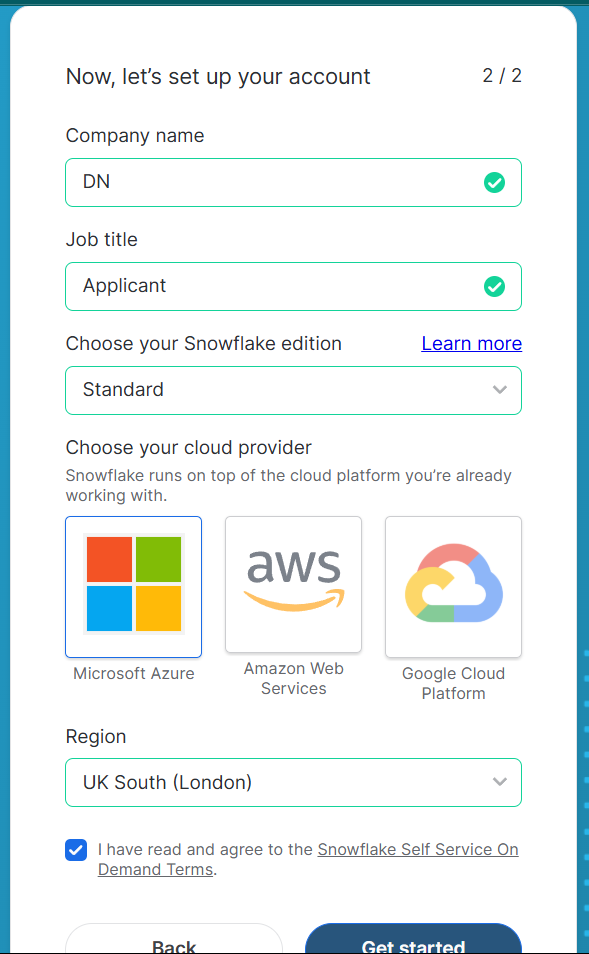 Now, let’s set up your account
2 / 2
Company name
DN
Job title
Applicant
Choose your Snowflake edition
Learn more
Standard
Choose your cloud provider
Snowflake runs on top of the cloud platform you’re already
working with.
aws
Microsoft Azure
Amazon Web
Services
Google Cloud
Platform
Region
UK South (London)
I have read and agree to the Snowflake Self Service On
Demand Terms.
Back
Get started